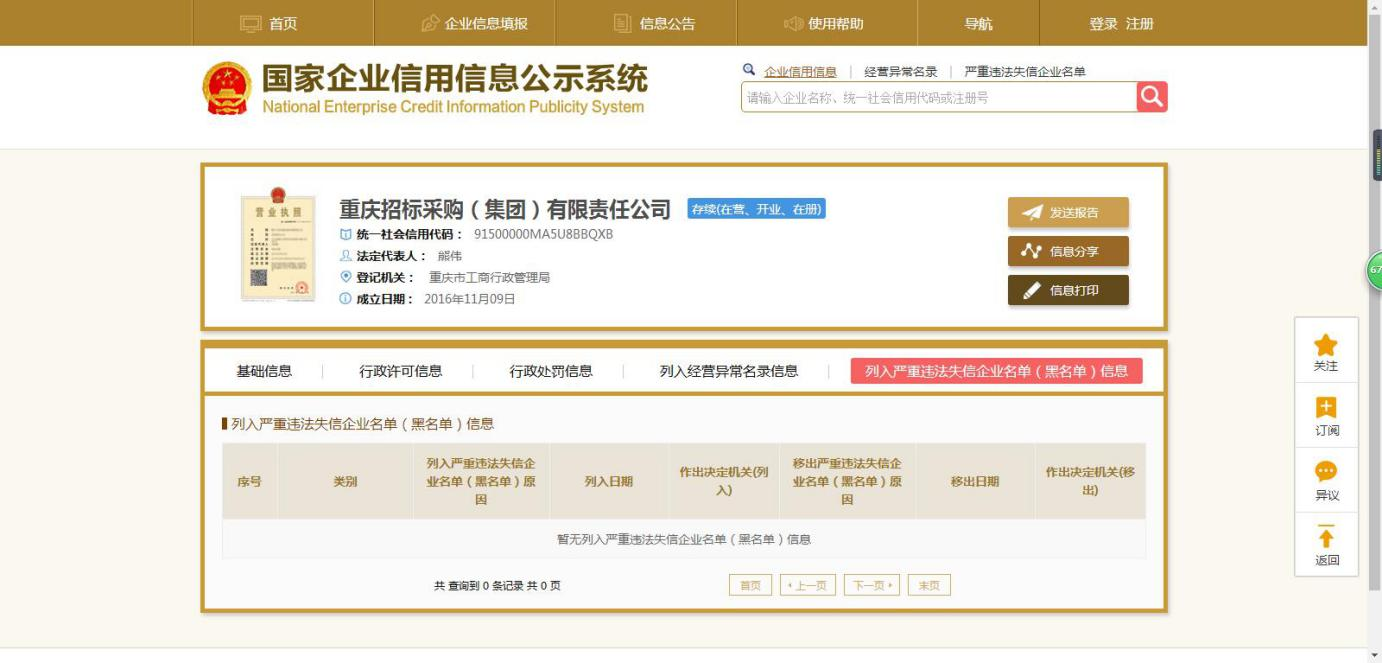 首页
企业信息填报
信息公告
使用帮助
导航
登录 注册
国家企业信用信息公示系统
National Enterprise Credit Information Publicity System
企业信用信息 | 经营异常名录 | 严重违法失信企业名单
请输入企业名称、统一社会信用代码或注册号
营业执照
重庆招标采购（集团）有限责任公司
存续(在营、开业、在册)
统一社会信用代码： 91500000MA5U8BBQXB
法定代表人： 熊伟
登记机关： 重庆市工商行政管理局
成立日期： 2016年11月09日
发送报告
信息分享
信息打印
67
基础信息 | 行政许可信息 | 行政处罚信息 | 列入经营异常名录信息 | 列入严重违法失信企业名单（黑名单）信息
列入严重违法失信企业名单（黑名单）信息
序号
类别
列入严重违法失信企
业名单（黑名单）原
因
列入日期
作出决定机关(列
入)
移出严重违法失信企
业名单（黑名单）原
因
移出日期
作出决定机关(移
出)
暂无列入严重违法失信企业名单（黑名单）信息
共 查询到 0 条记录 共 0 页
首页
上一页
下一页
末页
关注
订阅
异议
返回